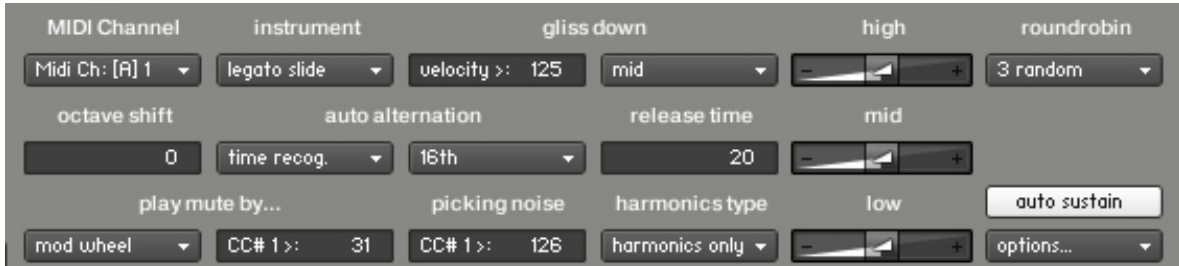 MIDI Channel instrument gliss down high roundrobin
Midi Ch: [A] 1 legato slide velocity >: 125 mid - + 3 random
octave shift auto alternation release time mid
0 time recog. 16th 20 - +
play mute by... picking noise harmonics type low auto sustain
mod wheel CC# 1 >: 31 CC# 1 >: 126 harmonics only - + options...